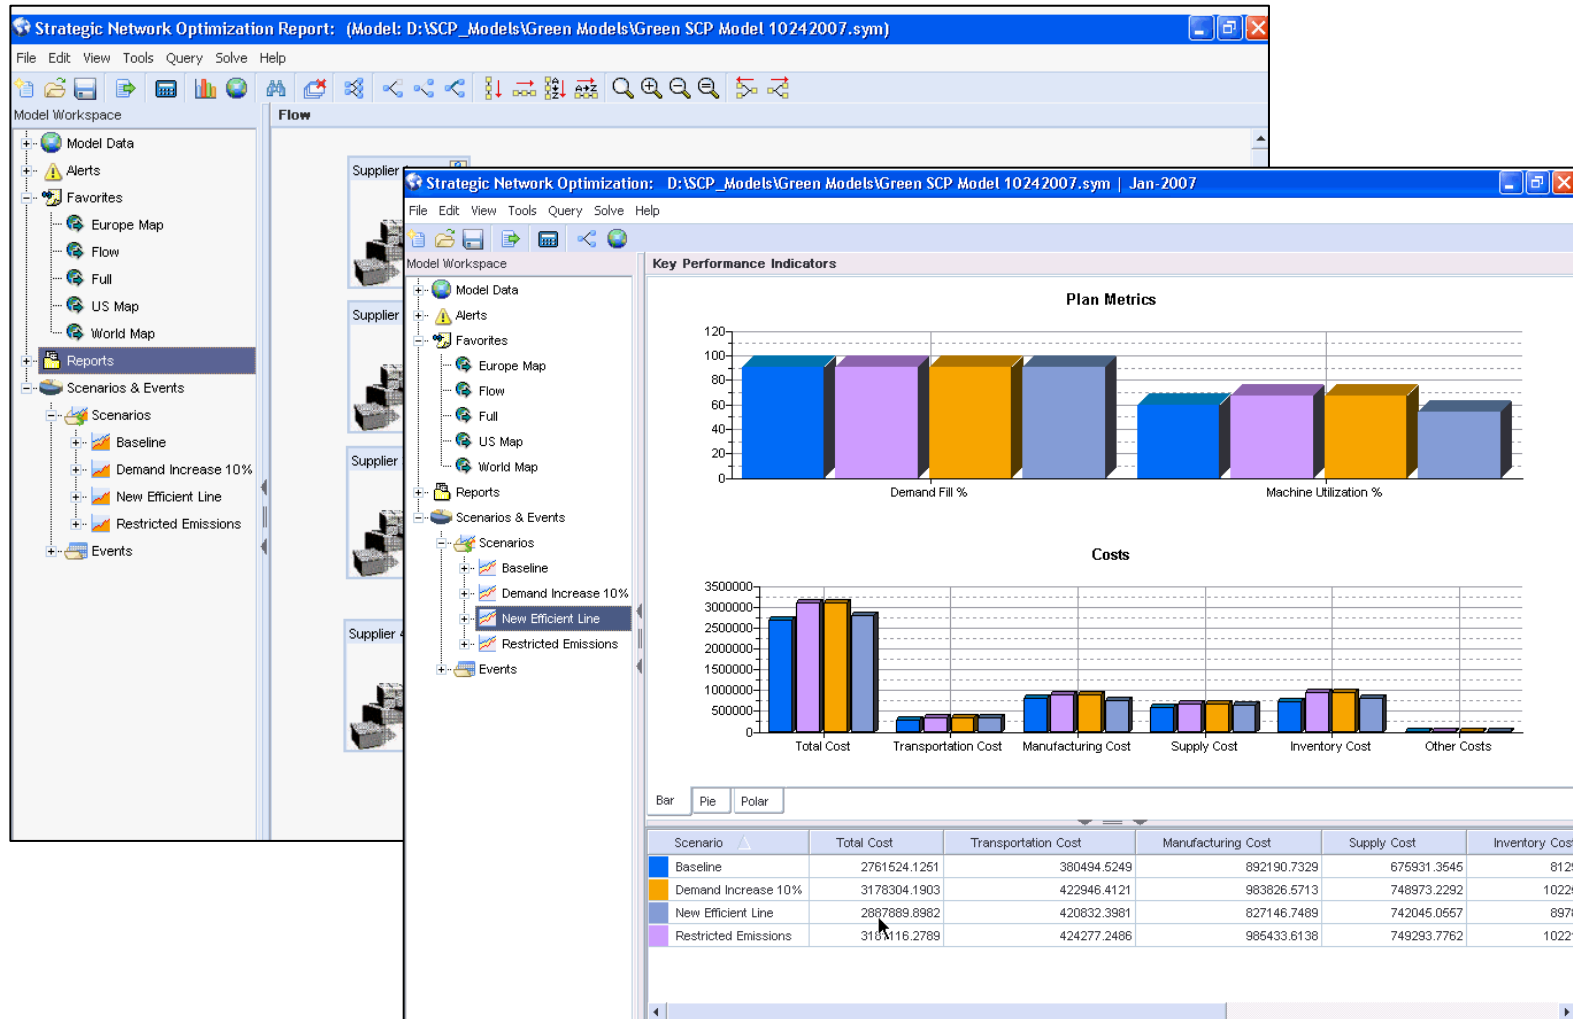 Strategic Network Optimization Report: (Model: D:\SCP_Models\Green Models\Green SCP Model 10242007.sym)
File Edit View Tools Query Solve Help
Model Workspace
Flow
Model Data
Alerts
Favorites
Europe Map
Flow
Full
US Map
World Map
Reports
Scenarios & Events
Scenarios
Baseline
Demand Increase 10%
New Efficient Line
Restricted Emissions
Events
Supplier
Supplier
Supplier
Supplier
Strategic Network Optimization: D:\SCP_Models\Green Models\Green SCP Model 10242007.sym | Jan-2007
File Edit View Tools Query Solve Help
Model Workspace
Key Performance Indicators
Model Data
Alerts
Favorites
Europe Map
Flow
Full
US Map
World Map
Reports
Scenarios & Events
Scenarios
Baseline
Demand Increase 10%
New Efficient Line
Restricted Emissions
Events
Plan Metrics
120
100
80
60
40
20
0
Demand Fill % Machine Utilization %
Costs
3500000
3000000
2500000
2000000
1500000
1000000
500000
0
Total Cost Transportation Cost Manufacturing Cost Supply Cost Inventory Cost Other Costs
Bar Pie Polar
Scenario Total Cost Transportation Cost Manufacturing Cost Supply Cost Inventory Cos
Baseline 2761524.1251 380494.5249 892190.7329 675931.3545 812
Demand Increase 10% 3178304.1903 422946.4121 983826.5713 748973.2292 1022
New Efficient Line 2887889.8982 420832.3981 827146.7489 742045.0557 897
Restricted Emissions 3181116.2789 424277.2486 985433.6138 749293.7762 1022